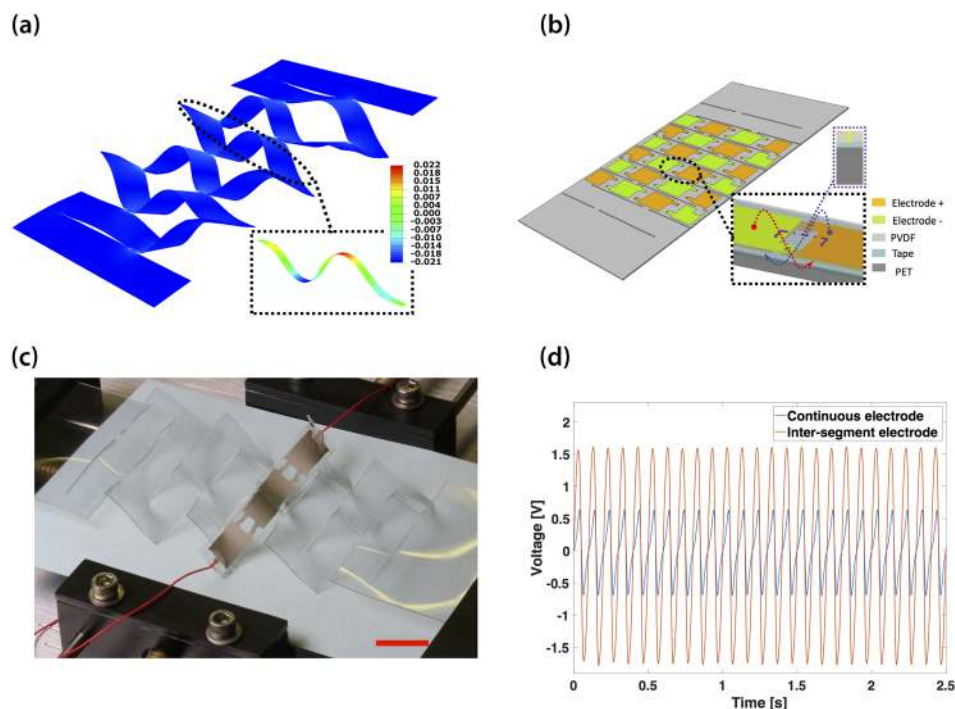 (a)
0.022
0.018
0.015
0.011
0.007
0.004
0.000
-0.003
-0.007
-0.010
-0.014
-0.018
-0.021
(b)
Electrode +
Electrode -
PVDF
Tape
PET
(c)
(d)
Continuous electrode
Inter-segment electrode
Voltage [V]
2
1.5
1
0.5
0
-0.5
-1
-1.5
0
0.5
1
1.5
2
2.5
Time [s]